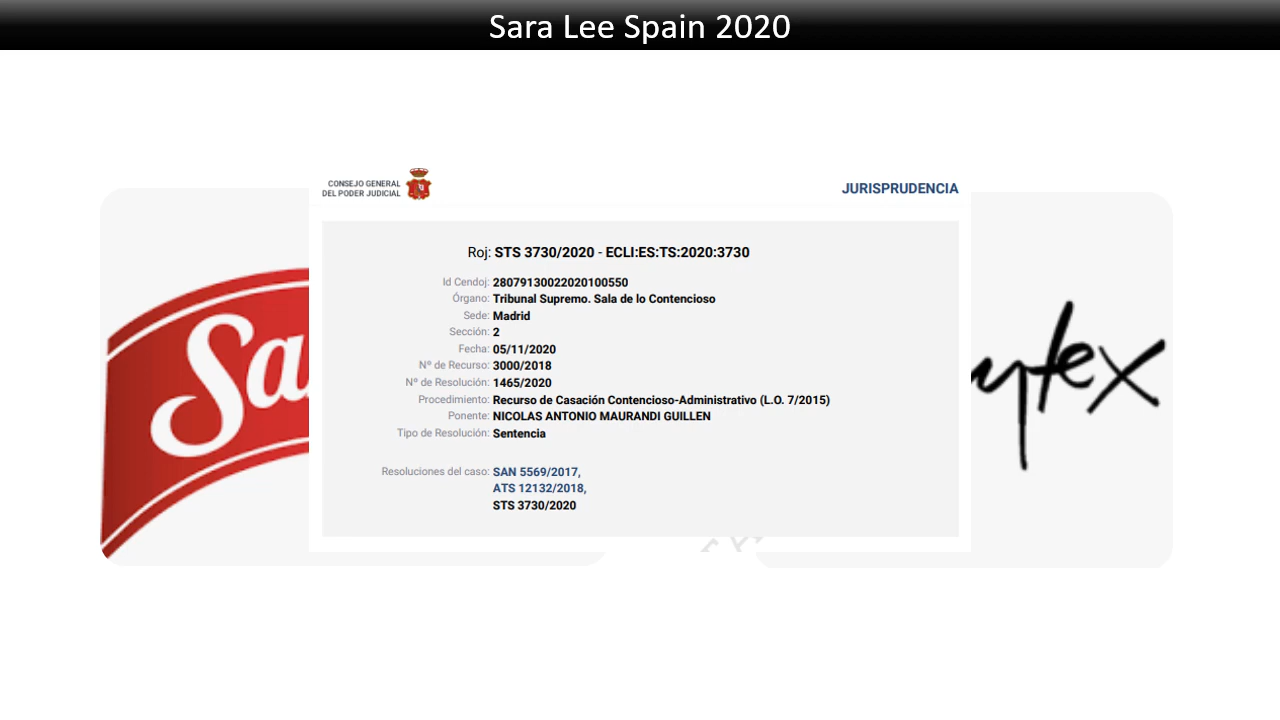 Sara Lee Spain 2020
CONSEJO GENERAL
DEL PODER JUDICIAL
JURISPRUDENCIA
Roj: STS 3730/2020 - ECLI:ES:TS:2020:3730
Id Cendoj: 28079130022020100550
Órgano: Tribunal Supremo. Sala de lo Contencioso
Sede: Madrid
Sección: 2
Fecha: 05/11/2020
Nº de Recurso: 3000/2018
Nº de Resolución: 1465/2020
Procedimiento: Recurso de Casación Contencioso-Administrativo (L.O. 7/2015)
Ponente: NICOLAS ANTONIO MAURANDI GUILLEN
Tipo de Resolución: Sentencia
Resoluciones del caso: SAN 5569/2017,
ATS 12132/2018,
STS 3730/2020
Sa
tex